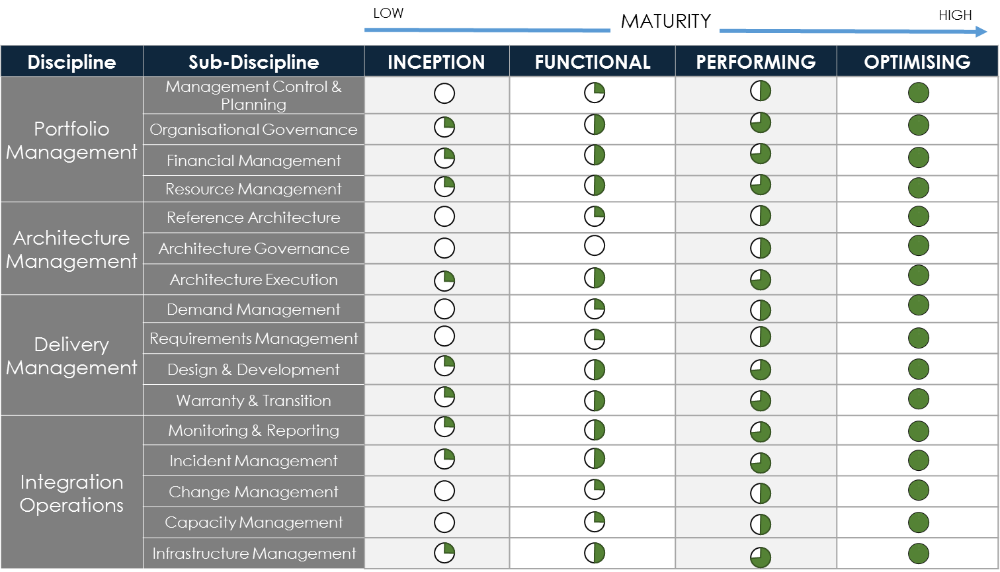 LOW
MATURITY
HIGH
Discipline
Sub-Discipline
INCEPTION
FUNCTIONAL
PERFORMING
OPTIMISING
Portfolio
Management
Management Control &
Planning
Organisational Governance
Financial Management
Resource Management
Architecture
Management
Reference Architecture
Architecture Governance
Architecture Execution
Delivery
Management
Demand Management
Requirements Management
Design & Development
Warranty & Transition
Integration
Operations
Monitoring & Reporting
Incident Management
Change Management
Capacity Management
Infrastructure Management